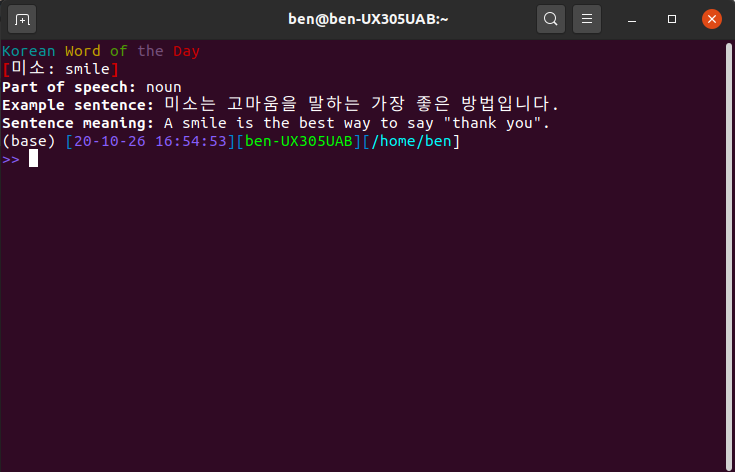 ben@ben-UX305UAB:~
Korean Word of the Day
[미소: smile]
Part of speech: noun
Example sentence: 미소는 고마움을 말하는 가장 좋은 방법입니다.
Sentence meaning: A smile is the best way to say "thank you".
(base) [20-10-26 16:54:53][ben-UX305UAB][/home/ben]
>>